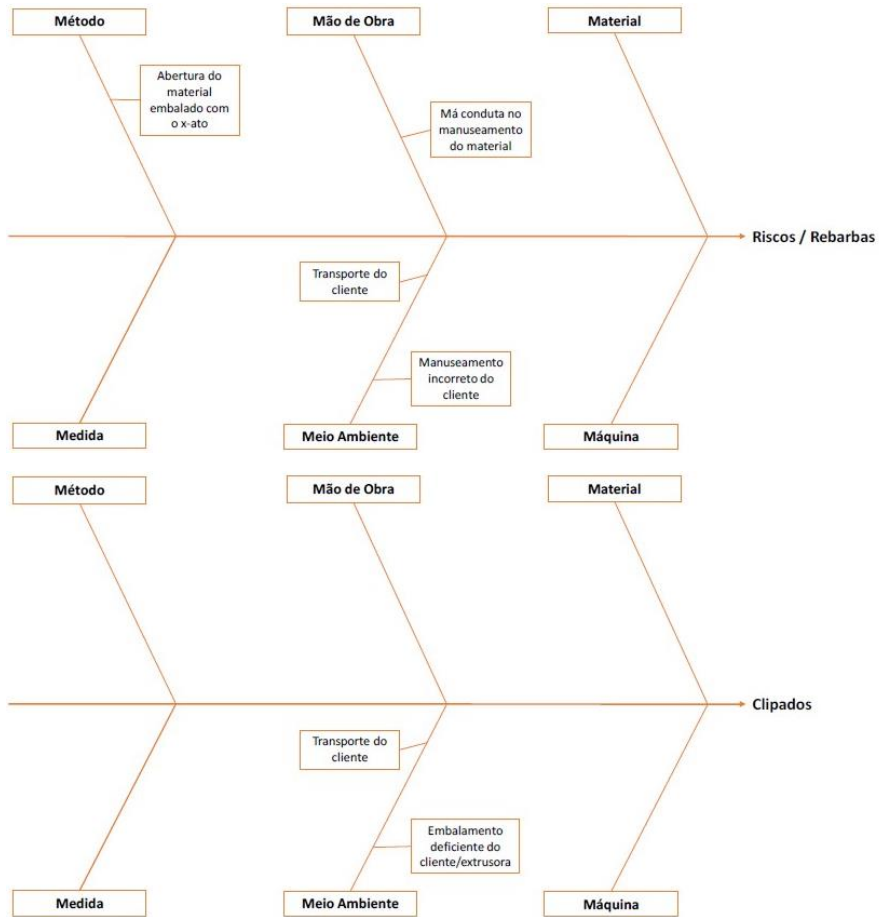 Método
Mão de Obra
Material
Abertura do
material
embalado com
o x-ato
Má conduta no
manuseamento
do material
Riscos / Rebarbas
Transporte do
cliente
Manuseamento
incorreto do
cliente
Medida
Meio Ambiente
Máquina
Método
Mão de Obra
Material
Clipados
Transporte do
cliente
Embalamento
deficiente do
cliente/extrusora
Medida
Meio Ambiente
Máquina